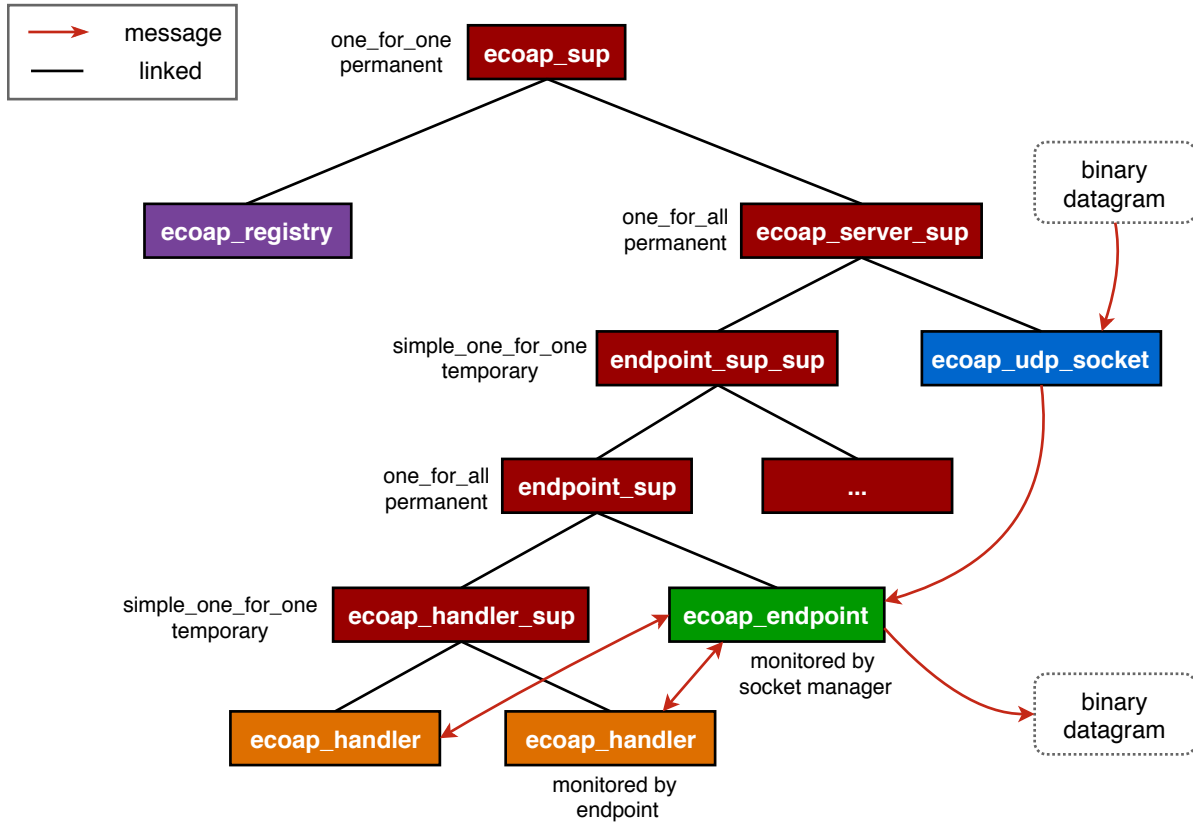 message
linked
one_for_one
permanent
ecoap_sup
ecoap_registry
one_for_all
permanent
ecoap_server_sup
binary
datagram
simple_one_for_one
temporary
endpoint_sup_sup
ecoap_udp_socket
one_for_all
permanent
endpoint_sup
...
simple_one_for_one
temporary
ecoap_handler_sup
ecoap_endpoint
monitored by
socket manager
binary
datagram
ecoap_handler
ecoap_handler
monitored by
endpoint